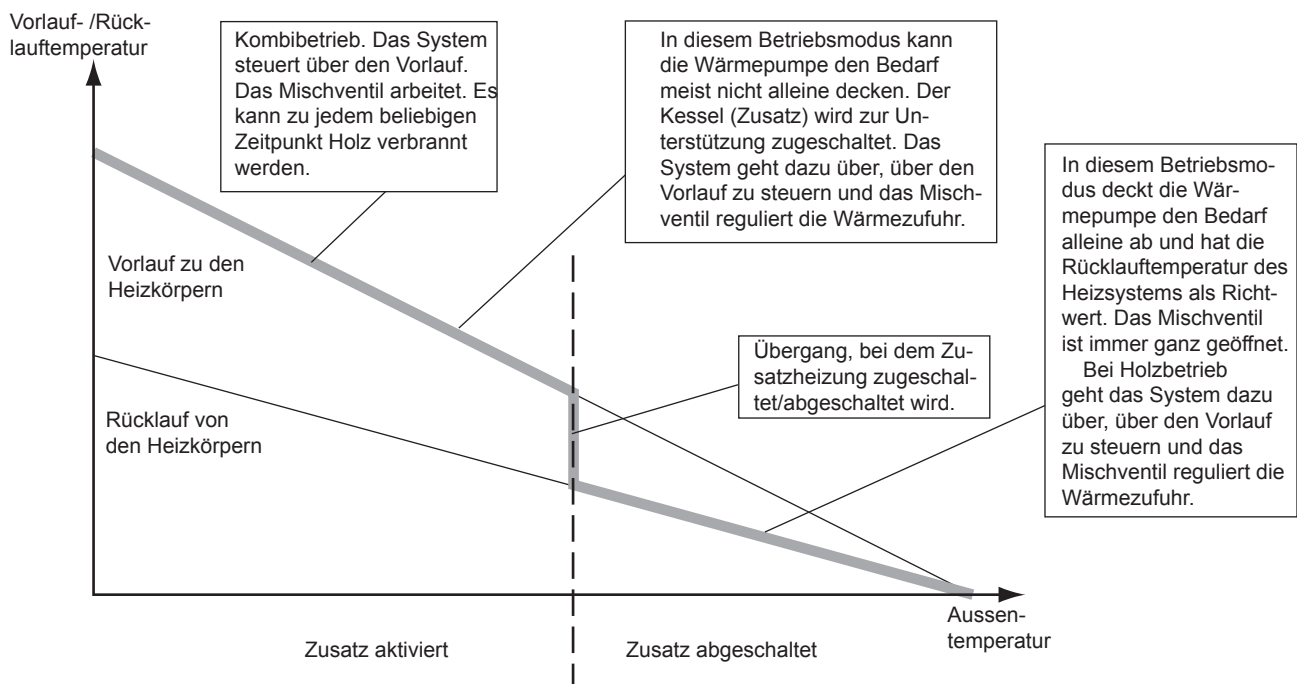 Vorlauf- /Rück-
lauftemperatur
Kombibetrieb. Das System
steuert über den Vorlauf.
Das Mischventil arbeitet. Es
kann zu jedem beliebigen
Zeitpunkt Holz verbrannt
werden.
In diesem Betriebsmodus kann
die Wärmepumpe den Bedarf
meist nicht alleine decken. Der
Kessel (Zusatz) wird zur Un-
terstützung zugeschaltet. Das
System geht dazu über, über den
Vorlauf zu steuern und das Misch-
ventil reguliert die Wärmezufuhr.
In diesem Betriebsmo-
dus deckt die Wär-
mepumpe den Bedarf
alleine ab und hat die
Rücklauftemperatur des
Heizsystems als Richt-
wert. Das Mischventil
ist immer ganz geöffnet.
Bei Holzbetrieb
geht das System dazu
über, über den Vorlauf
zu steuern und das
Mischventil reguliert die
Wärmezufuhr.
Vorlauf zu den
Heizkörpern
Übergang, bei dem Zu-
satzheizung zugeschal-
tet/abgeschaltet wird.
Rücklauf von
den Heizkörpern
Aussen-
temperatur
Zusatz aktiviert
Zusatz abgeschaltet